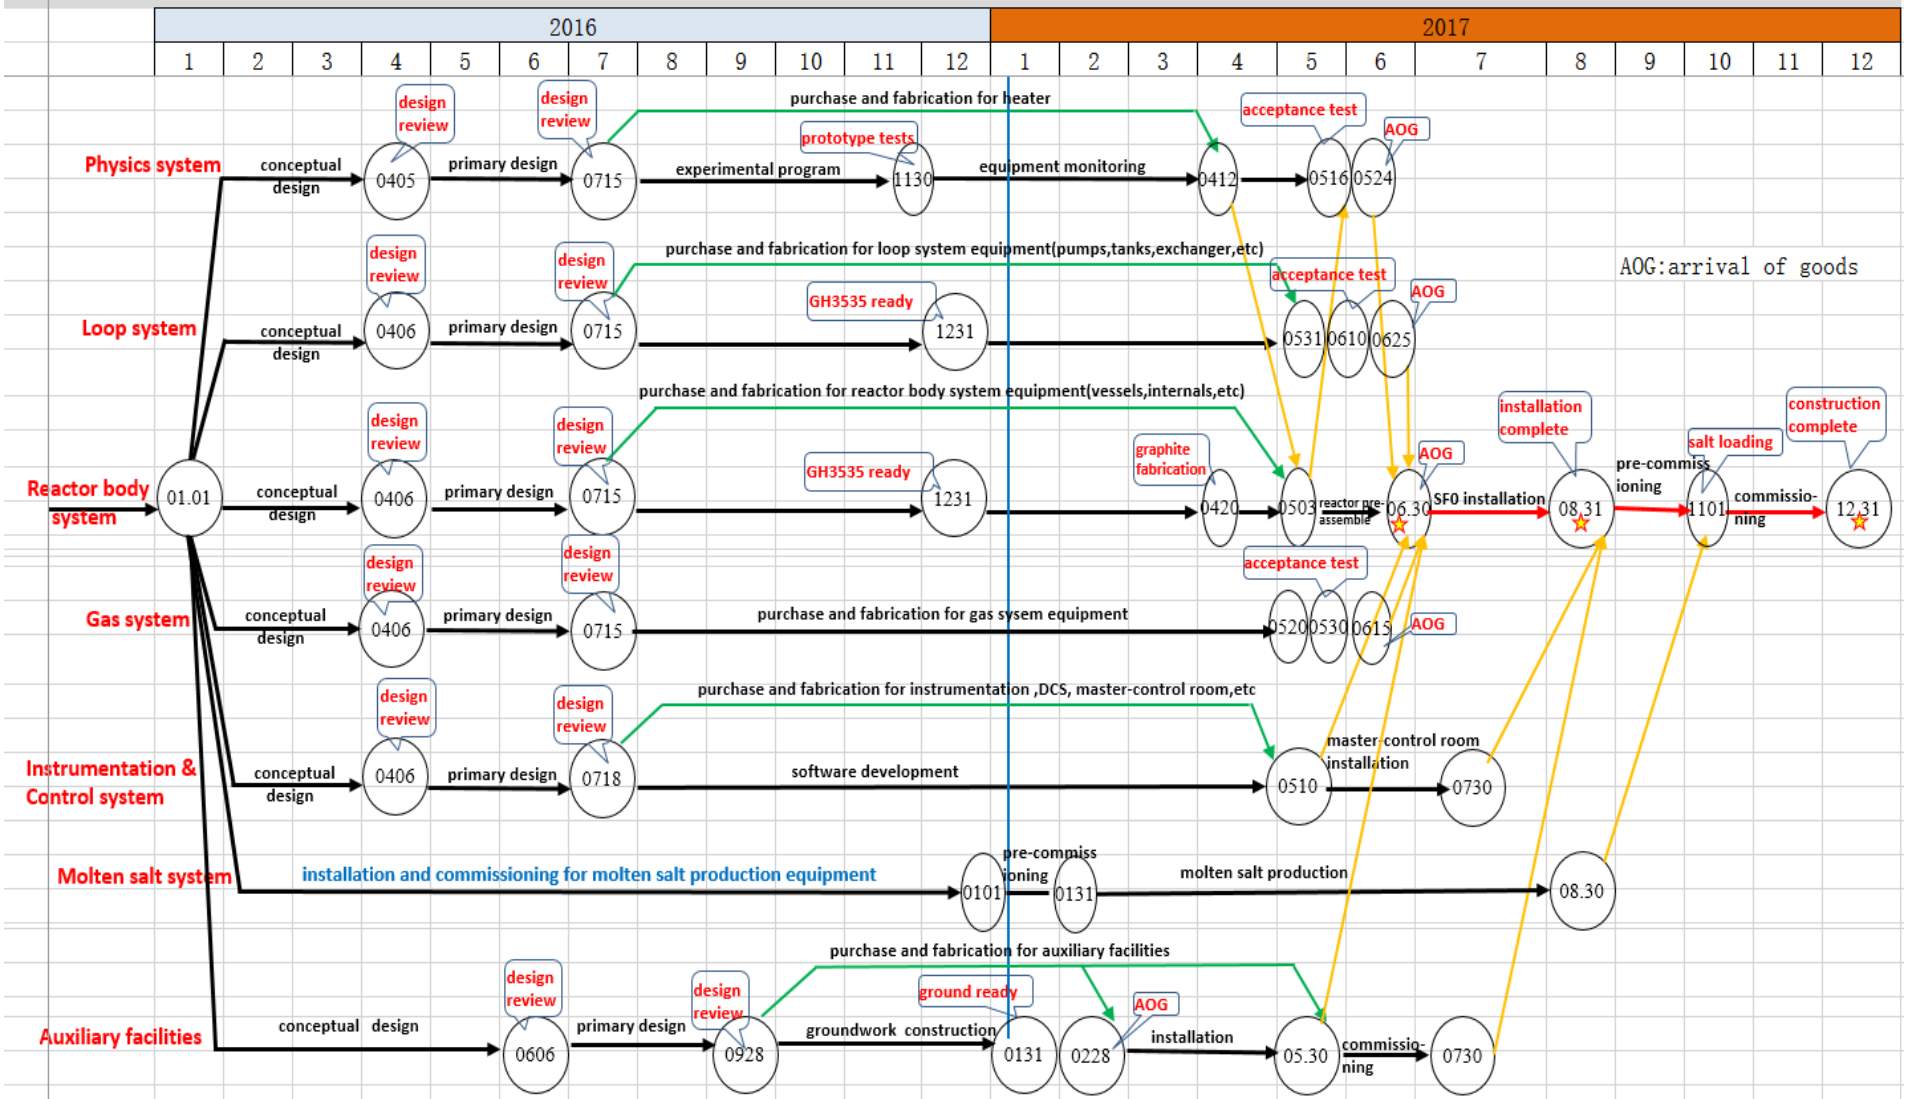 2016
2017
1
2
3
4
5
6
7
8
9
10
11
12
1
2
3
4
5
6
7
8
9
10
11
12
design
review
design
review
purchase and fabrication for heater
acceptance test
AOG
prototype tests
Physics system
conceptual
design
0405
primary design
0715
experimental program
1130
equipment monitoring
0412
0516
0524
design
review
design
review
purchase and fabrication for loop system equipment(pumps,tanks,exchanger,etc)
acceptance test
AOG
AOG:arrival of goods
GH3535 ready
Loop system
conceptual
design
0406
primary design
0715
1231
0531
0610
0625
design
review
design
review
purchase and fabrication for reactor body system equipment(vessels,internals,etc)
GH3535 ready
graphite
fabrication
AOG
installation
complete
salt loading
construction
complete
Reactor body
system
01.01
conceptual
design
0406
primary design
0715
1231
0420
0503
reactor pre-
assemble
06.30
SF0 installation
08.31
pre-commiss
ioning
1101
commissio-
ning
12.31
design
review
design
review
acceptance test
Gas system
conceptual
design
0406
primary design
0715
purchase and fabrication for gas sysem equipment
0520
0530
0615
AOG
design
review
design
review
purchase and fabrication for instrumentation ,DCS, master-control room,etc
Instrumentation &
Control system
conceptual
design
0406
primary design
0718
software development
0510
master-control room
installation
0730
Molten salt system
installation and commissioning for molten salt production equipment
0101
pre-commiss
ioning
0131
molten salt production
08.30
design
review
design
review
purchase and fabrication for auxiliary facilities
ground ready
AOG
Auxiliary facilities
conceptual design
0606
primary design
0928
groundwork construction
0131
0228
installation
05.30
commissio-
ning
0730